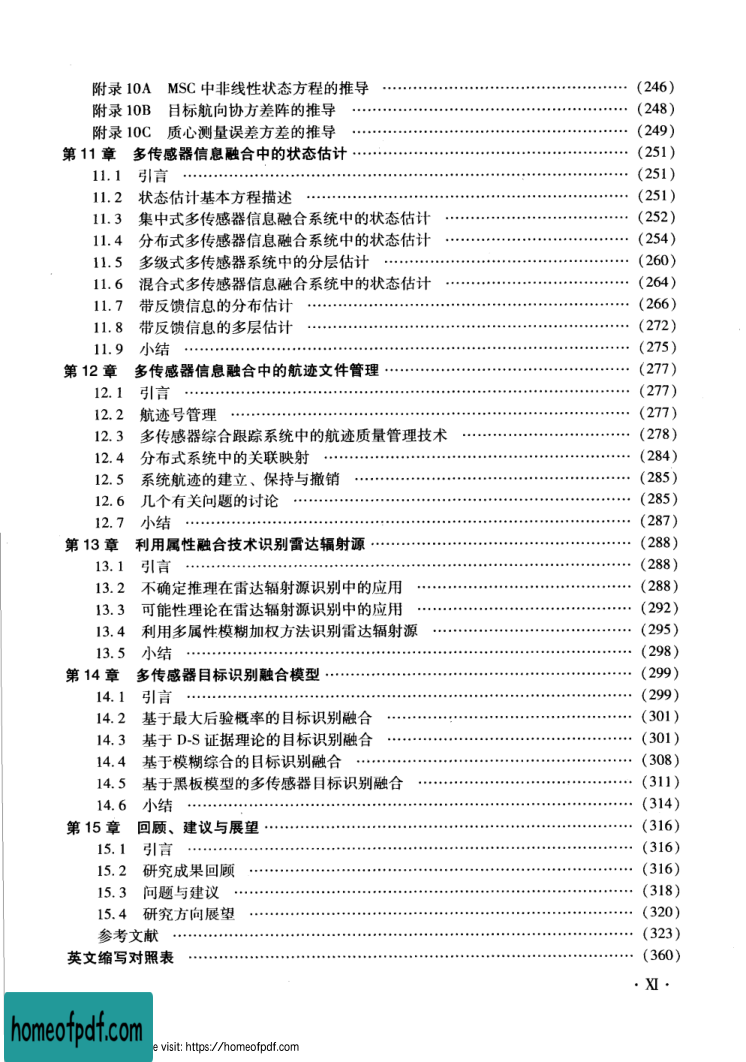 附录 10A MSC 中非线性状态方程的推导 …… (246)
附录 10B 目标航向协方差阵的推导 …… (248)
附录 10C 质心测量误差方差的推导 …… (249)
第 11 章 多传感器信息融合中的状态估计 …… (251)
11.1 引言 …… (251)
11.2 状态估计基本方程描述 …… (251)
11.3 集中式多传感器信息融合系统中的状态估计 …… (252)
11.4 分布式多传感器信息融合系统中的状态估计 …… (254)
11.5 多级式多传感器系统中的分层估计 …… (260)
11.6 混合式多传感器信息融合系统中的状态估计 …… (264)
11.7 带反馈信息的分布估计 …… (266)
11.8 带反馈信息的多层估计 …… (272)
11.9 小结 …… (275)
第 12 章 多传感器信息融合中的航迹文件管理 …… (277)
12.1 引言 …… (277)
12.2 航迹号管理 …… (277)
12.3 多传感器综合跟踪系统中的航迹质量管理技术 …… (278)
12.4 分布式系统中的关联映射 …… (284)
12.5 系统航迹的建立、保持与撤销 …… (285)
12.6 几个有关问题的讨论 …… (285)
12.7 小结 …… (287)
第 13 章 利用属性融合技术识别雷达辐射源 …… (288)
13.1 引言 …… (288)
13.2 不确定推理在雷达辐射源识别中的应用 …… (288)
13.3 可能性理论在雷达辐射源识别中的应用 …… (292)
13.4 利用多属性模糊加权方法识别雷达辐射源 …… (295)
13.5 小结 …… (298)
第 14 章 多传感器目标识别融合模型 …… (299)
14.1 引言 …… (299)
14.2 基于最大后验概率的目标识别融合 …… (301)
14.3 基于 D-S 证据理论的目标识别融合 …… (301)
14.4 基于模糊综合的目标识别融合 …… (308)
14.5 基于黑板模型的多传感器目标识别融合 …… (311)
14.6 小结 …… (314)
第 15 章 回顾、建议与展望 …… (316)
15.1 引言 …… (316)
15.2 研究成果回顾 …… (316)
15.3 问题与建议 …… (318)
15.4 研究方向展望 …… (320)
参考文献 …… (323)
英文缩写对照表 …… (360)
· XI ·
homeofpdf.com
e visit: https://homeofpdf.com